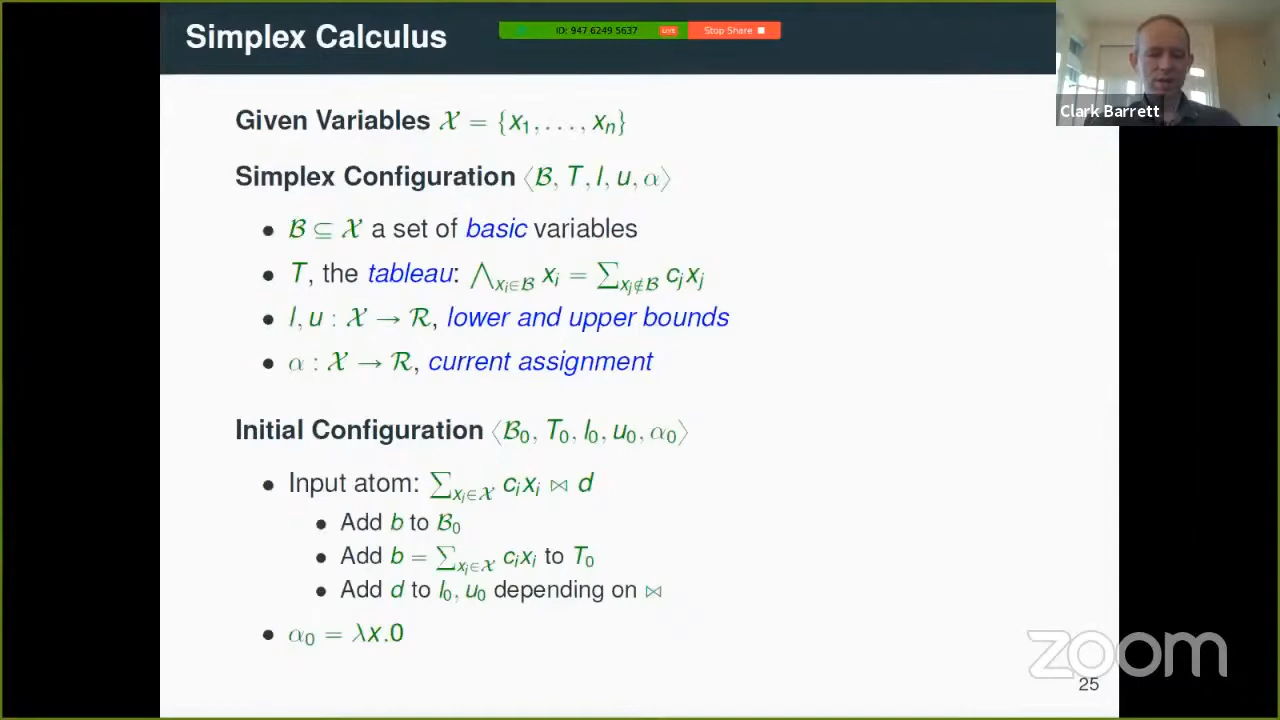 Simplex Calculus
ID: 947 6249 5637 LIVE Stop Share
Clark Barrett
Given Variables 𝒳 = {x₁, . . . , xₙ}
Simplex Configuration ⟨ℬ, T, l, u, α⟩
• ℬ ⊆ 𝒳 a set of basic variables
• T, the tableau: ⋀_{xᵢ∈ℬ} xᵢ = ∑_{xⱼ∉ℬ} cⱼxⱼ
• l, u : 𝒳 → ℛ, lower and upper bounds
• α : 𝒳 → ℛ, current assignment
Initial Configuration ⟨ℬ₀, T₀, l₀, u₀, α₀⟩
• Input atom: ∑_{xᵢ∈𝒳} cᵢxᵢ ⋈ d
• Add b to ℬ₀
• Add b = ∑_{xᵢ∈𝒳} cᵢxᵢ to T₀
• Add d to l₀, u₀ depending on ⋈
• α₀ = λx.0
zoom
25